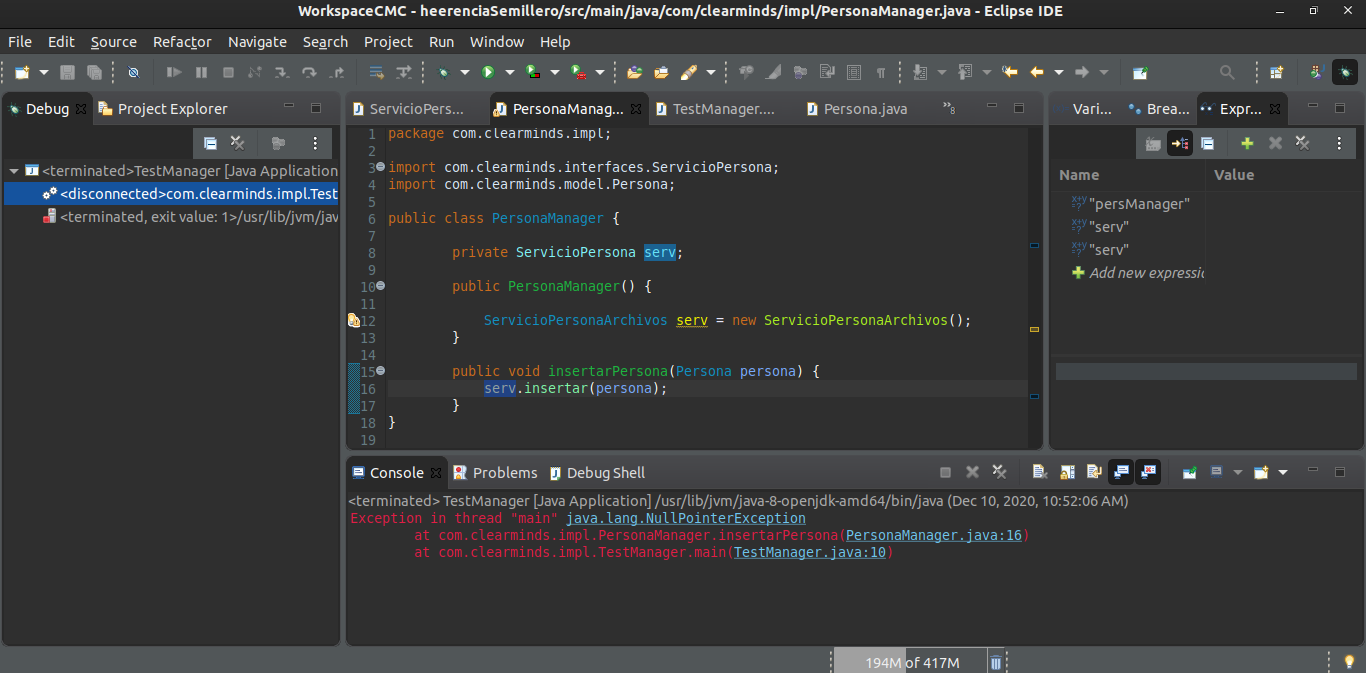 WorkspaceCMC - heerenciaSemillero/src/main/java/com/clearminds/impl/PersonaManager.java - Eclipse IDE
File Edit Source Refactor Navigate Search Project Run Window Help
Debug Project Explorer
<terminated>TestManager [Java Application
<disconnected>com.clearminds.impl.Test
<terminated, exit value: 1>/usr/lib/jvm/jav
ServicioPers... PersonaManag... TestManager.... Persona.java »8
1 package com.clearminds.impl;
2
3 import com.clearminds.interfaces.ServicioPersona;
4 import com.clearminds.model.Persona;
5
6 public class PersonaManager {
7
8 private ServicioPersona serv;
9
10 public PersonaManager() {
11
12 ServicioPersonaArchivos serv = new ServicioPersonaArchivos();
13 }
14
15 public void insertarPersona(Persona persona) {
16 serv.insertar(persona);
17 }
18 }
19
Vari... Brea... Expr...
Name Value
"persManager"
"serv"
"serv"
Add new expressic
Console Problems Debug Shell
<terminated> TestManager [Java Application] /usr/lib/jvm/java-8-openjdk-amd64/bin/java (Dec 10, 2020, 10:52:06 AM)
Exception in thread "main" java.lang.NullPointerException
at com.clearminds.impl.PersonaManager.insertarPersona(PersonaManager.java:16)
at com.clearminds.impl.TestManager.main(TestManager.java:10)
194M of 417M